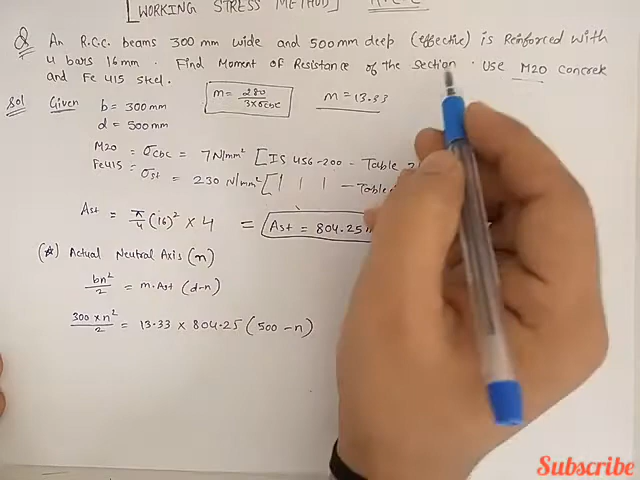 [WORKING STRESS METHOD]
Q An R.C.C. beams 300 mm wide and 500 mm deep (effective) is Reinforced with
4 bars 16 mm. Find Moment of Resistance of the section. Use M20 Concrete
and Fe 415 steel.
Sol Given b = 300 mm m = 280/3×σcbc m = 13.33
d = 500 mm
M20 : σcbc = 7 N/mm² [IS 456-200 - Table
Fe415 : σst = 230 N/mm² [ - Table
Ast = π/4 (16)² × 4 = Ast = 804.25
(*) Actual Neutral Axis (n)
bn²/2 = m.Ast (d-n)
300×n²/2 = 13.33 × 804.25 (500 - n)
Subscribe